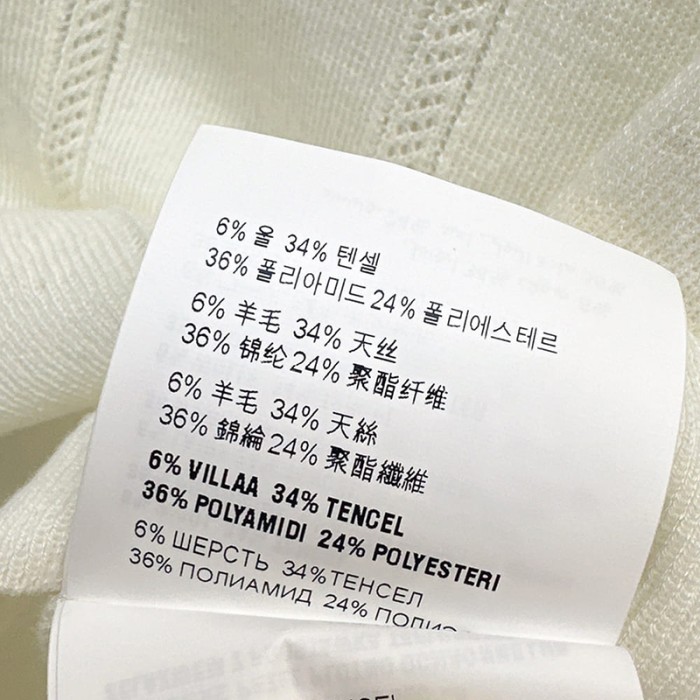 6% 울 34% 텐셀
36% 폴리아미드 24% 폴리에스테르
6% 羊毛 34% 天丝
36% 锦纶 24% 聚酯纤维
6% 羊毛 34% 天絲
36% 錦綸 24% 聚酯纖維
6% VILLAA 34% TENCEL
36% POLYAMIDI 24% POLYESTERI
6% ШЕРСТЬ 34% ТЕНСЕЛ
36% ПОЛИАМИД 24%